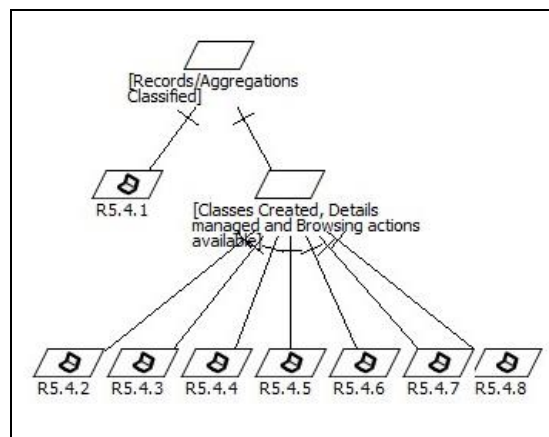 [Records/Aggregations
Classified]
R5.4.1
[Classes Created, Details
managed and Browsing actions
available]
R5.4.2 R5.4.3 R5.4.4 R5.4.5 R5.4.6 R5.4.7 R5.4.8